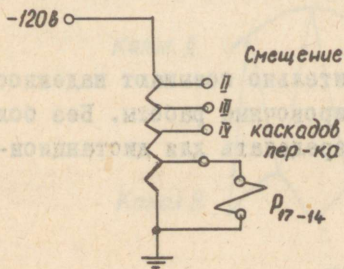 -120в
Смещение
II
III
IV
каскадов
пер-ка
Р17-14